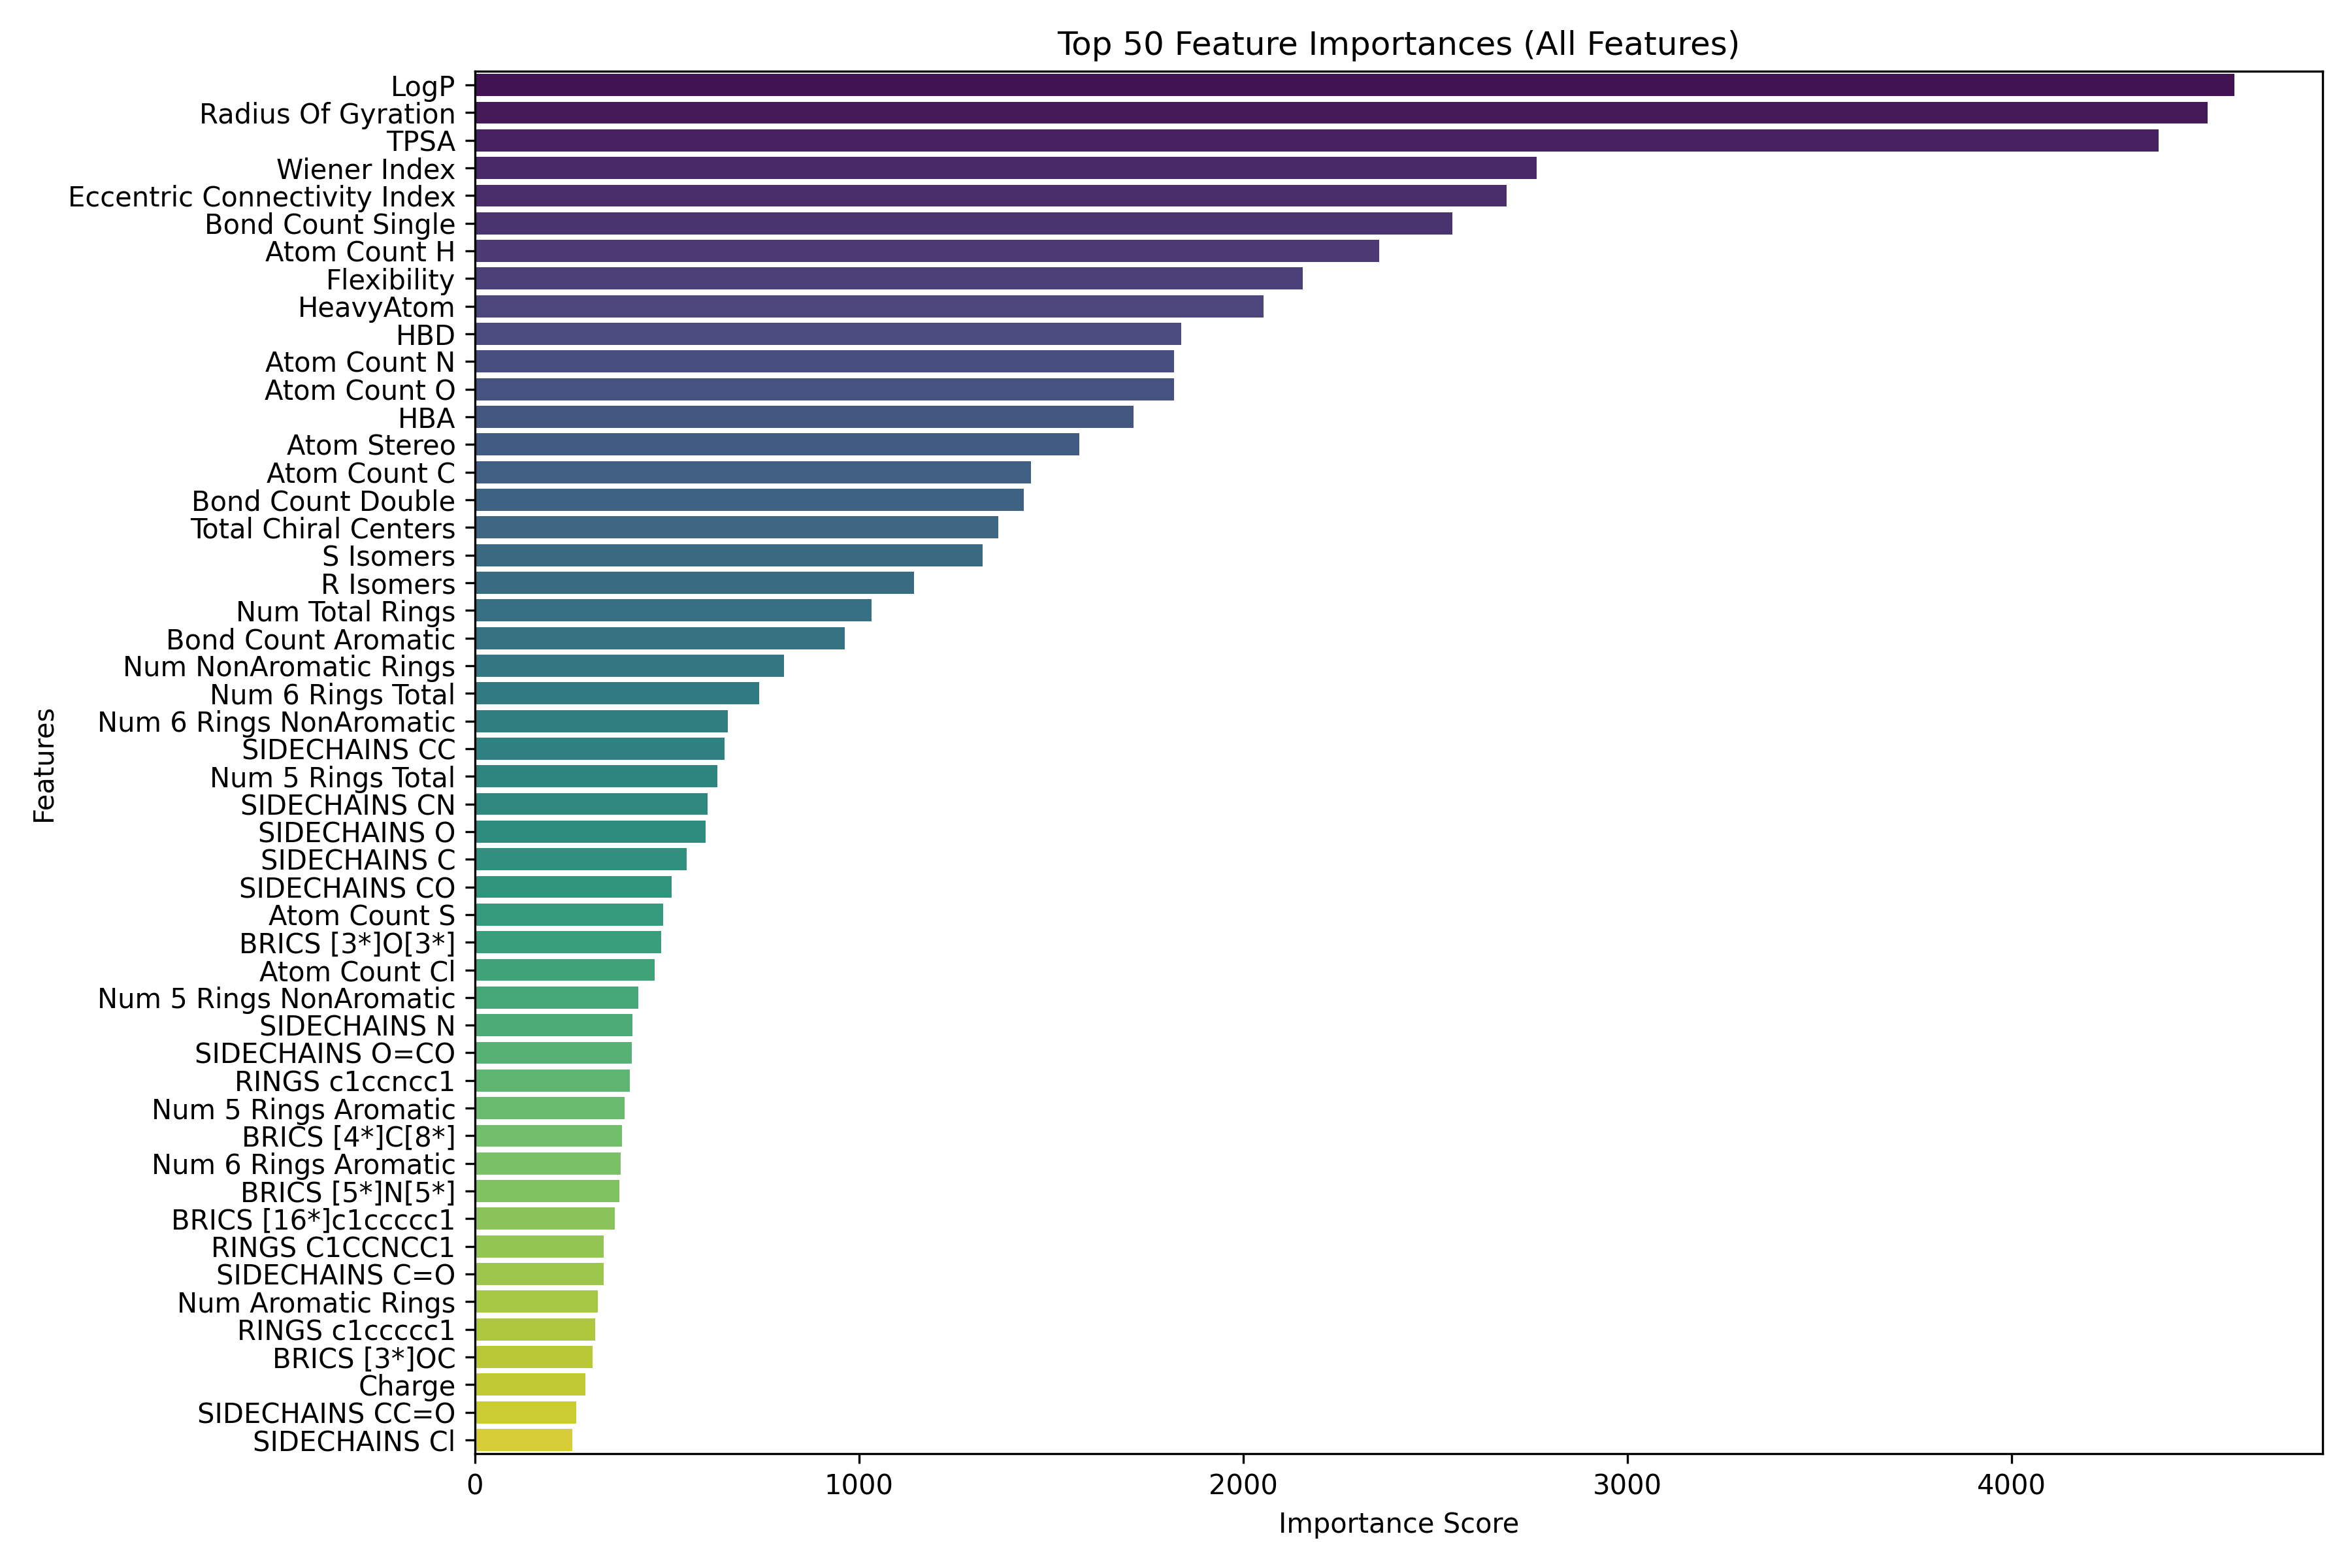 Top 50 Feature Importances (All Features)
LogP
Radius Of Gyration
TPSA
Wiener Index
Eccentric Connectivity Index
Bond Count Single
Atom Count H
Flexibility
HeavyAtom
HBD
Atom Count N
Atom Count O
HBA
Atom Stereo
Atom Count C
Bond Count Double
Total Chiral Centers
S Isomers
R Isomers
Num Total Rings
Bond Count Aromatic
Num NonAromatic Rings
Num 6 Rings Total
Num 6 Rings NonAromatic
SIDECHAINS CC
Num 5 Rings Total
SIDECHAINS CN
SIDECHAINS O
SIDECHAINS C
SIDECHAINS CO
Atom Count S
BRICS [3*]O[3*]
Atom Count Cl
Num 5 Rings NonAromatic
SIDECHAINS N
SIDECHAINS O=CO
RINGS c1ccncc1
Num 5 Rings Aromatic
BRICS [4*]C[8*]
Num 6 Rings Aromatic
BRICS [5*]N[5*]
BRICS [16*]c1ccccc1
RINGS C1CCNCC1
SIDECHAINS C=O
Num Aromatic Rings
RINGS c1ccccc1
BRICS [3*]OC
Charge
SIDECHAINS CC=O
SIDECHAINS Cl
Features
0 1000 2000 3000 4000
Importance Score